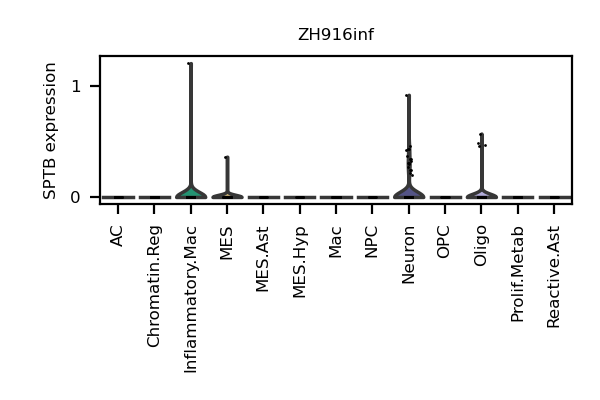 ZH916inf
SPTB expression
1
0
AC
Chromatin.Reg
Inflammatory.Mac
MES
MES.Ast
MES.Hyp
Mac
NPC
Neuron
OPC
Oligo
Prolif.Metab
Reactive.Ast